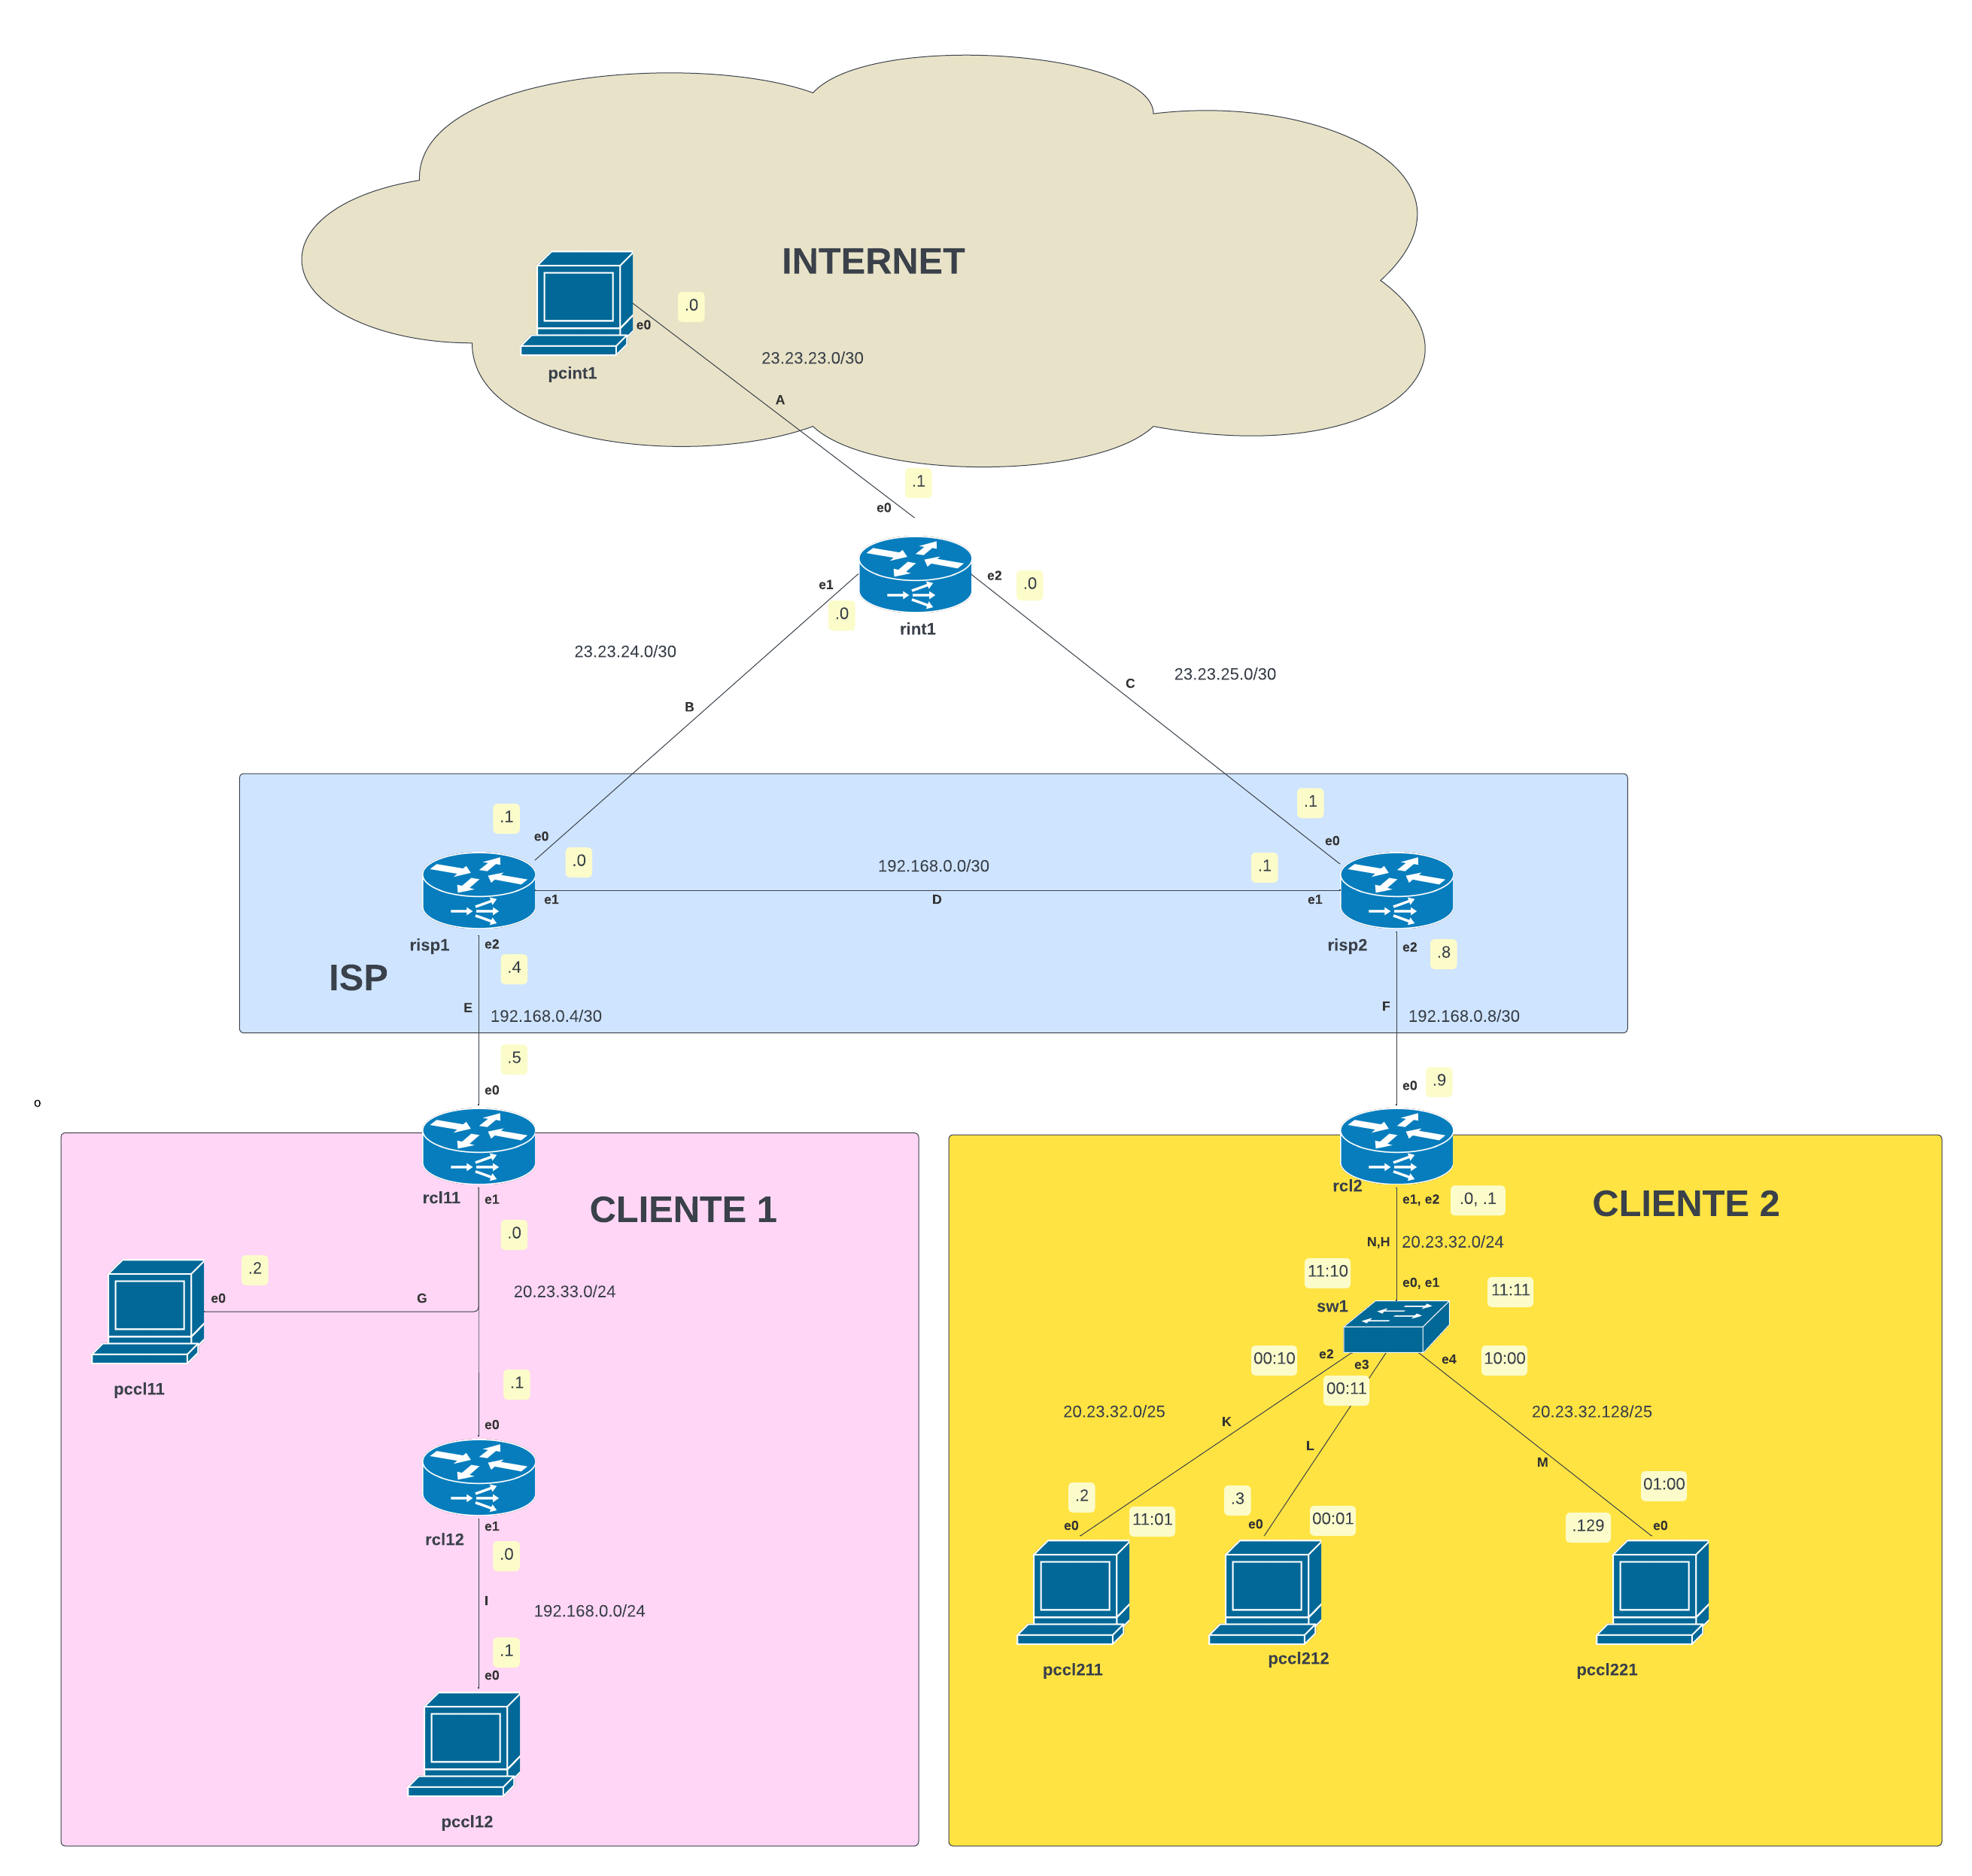 INTERNET
.0
e0
pcint1
23.23.23.0/30
A
.1
e0
e1
.0
rint1
e2
.0
23.23.24.0/30
B
C
23.23.25.0/30
.1
e0
.0
e1
192.168.0.0/30
D
.1
e0
.1
e1
risp1
e2
.4
ISP
E
192.168.0.4/30
risp2
e2
.8
F
192.168.0.8/30
.5
e0
.9
e0
o
rcl11
e1
.0
CLIENTE 1
.2
e0
G
20.23.33.0/24
pccl11
.1
e0
rcl12
e1
.0
I
192.168.0.0/24
.1
e0
pccl12
rcl2
e1, e2
.0, .1
CLIENTE 2
N,H
20.23.32.0/24
11:10
e0, e1
11:11
sw1
00:10
e2
e3
e4
10:00
00:11
20.23.32.0/25
K
L
20.23.32.128/25
M
.2
e0
11:01
.3
e0
00:01
01:00
.129
e0
pccl211
pccl212
pccl221